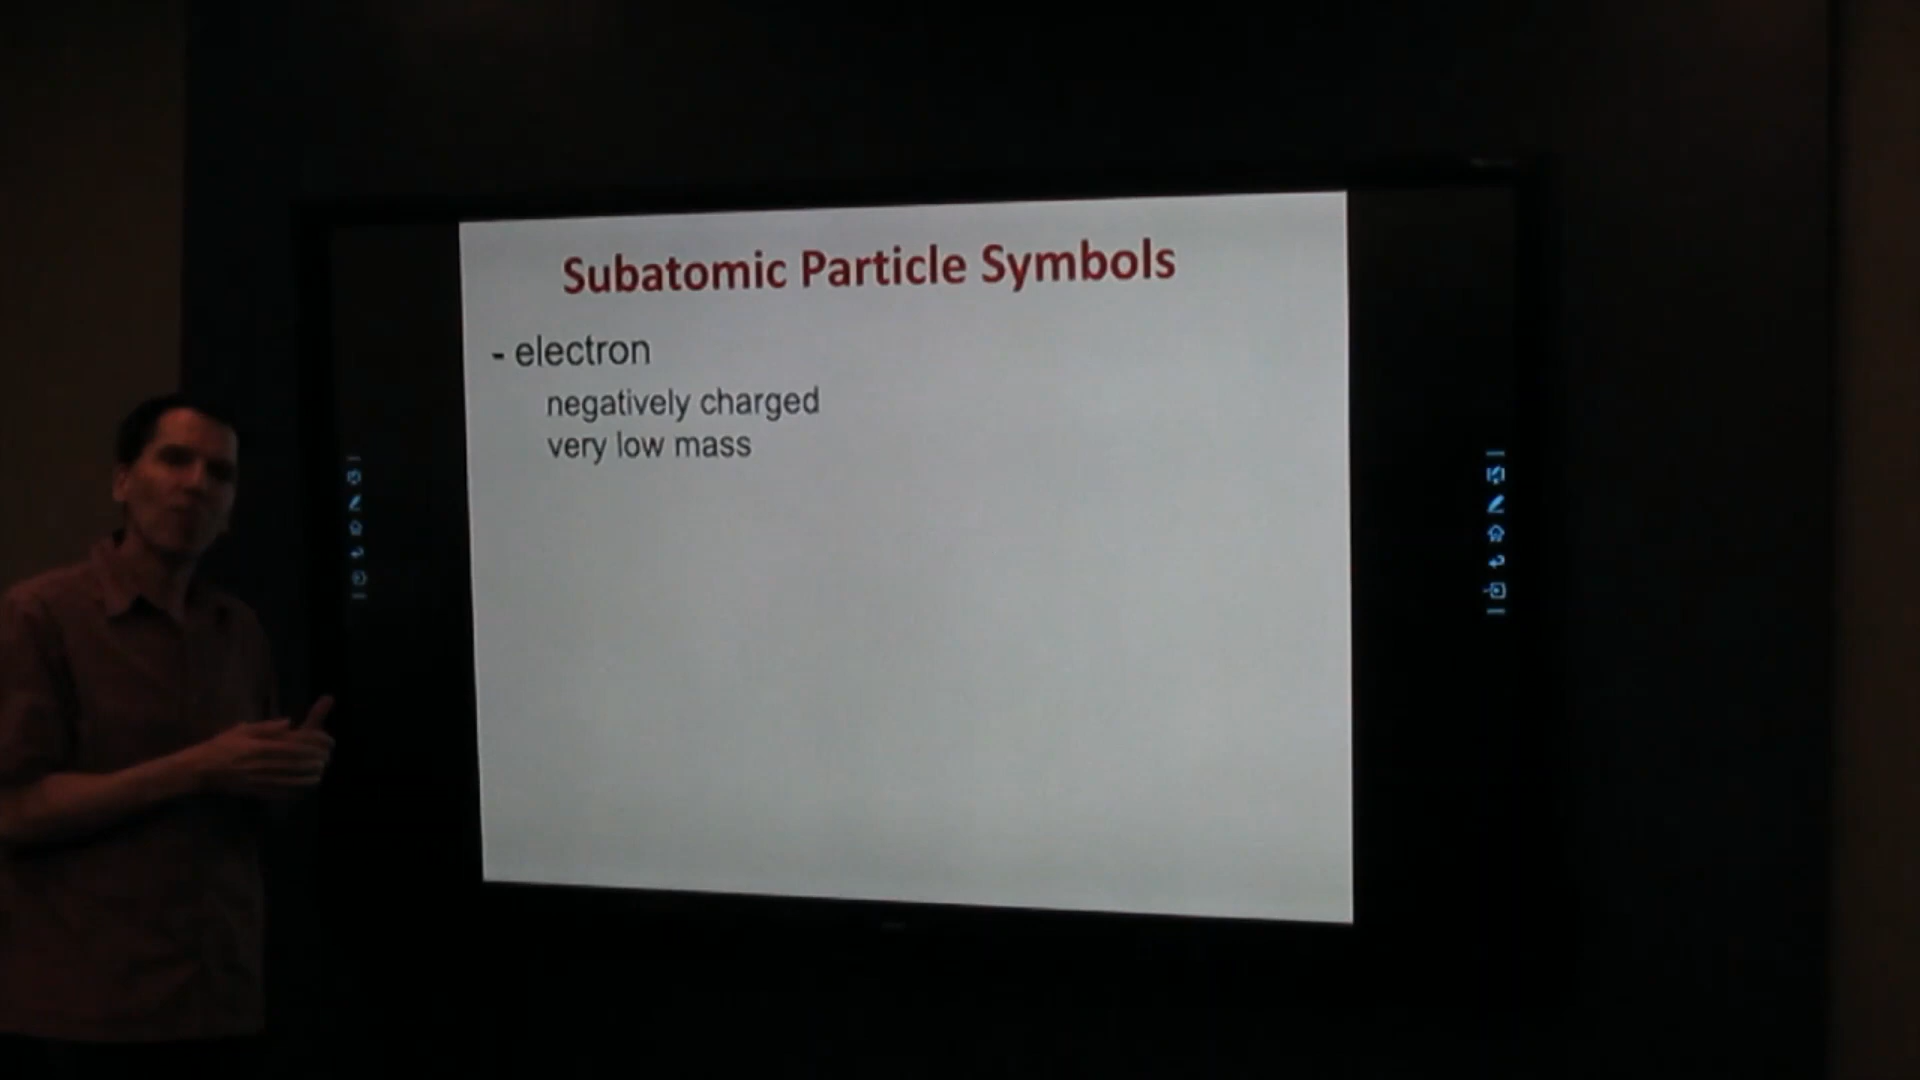 Subatomic Particle Symbols
- electron
negatively charged
very low mass